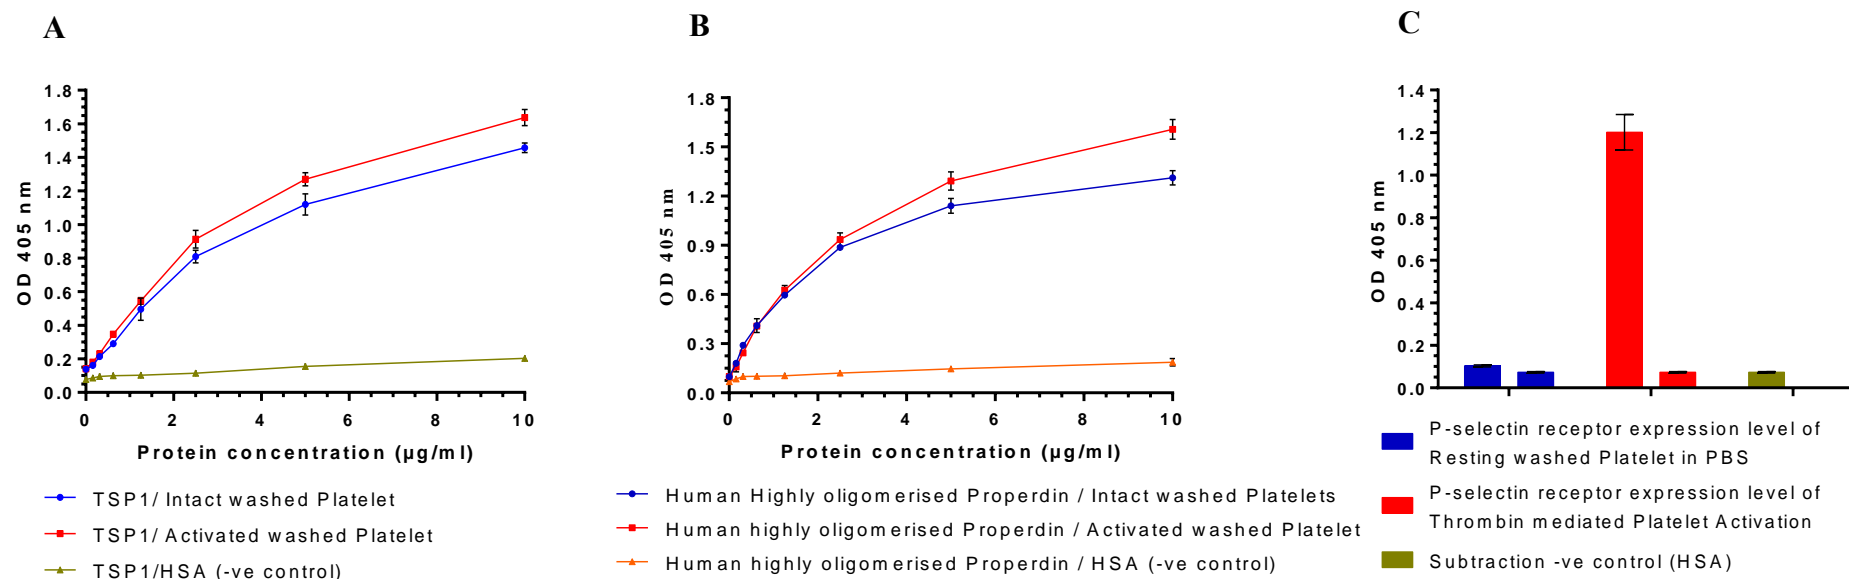 A
1.8
1.6
1.4
1.2
1.0
0.8
0.6
0.4
0.2
0.0
OD 405 nm
0 2 4 6 8 10
Protein concentration (µg/ml)
TSP1/ Intact washed Platelet
TSP1/ Activated washed Platelet
TSP1/HSA (-ve control)
B
1.8
1.5
1.2
0.9
0.6
0.3
0.0
OD 405 nm
0 2 4 6 8 10
Protein concentration (µg/ml)
Human Highly oligomerised Properdin / Intact washed Platelets
Human highly oligomerised Properdin / Activated washed Platelet
Human highly oligomerised Properdin / HSA (-ve control)
C
1.4
1.2
1.0
0.8
0.6
0.4
0.2
0.0
OD 405 nm
P-selectin receptor expression level of
Resting washed Platelet in PBS
P-selectin receptor expression level of
Thrombin mediated Platelet Activation
Subtraction -ve control (HSA)